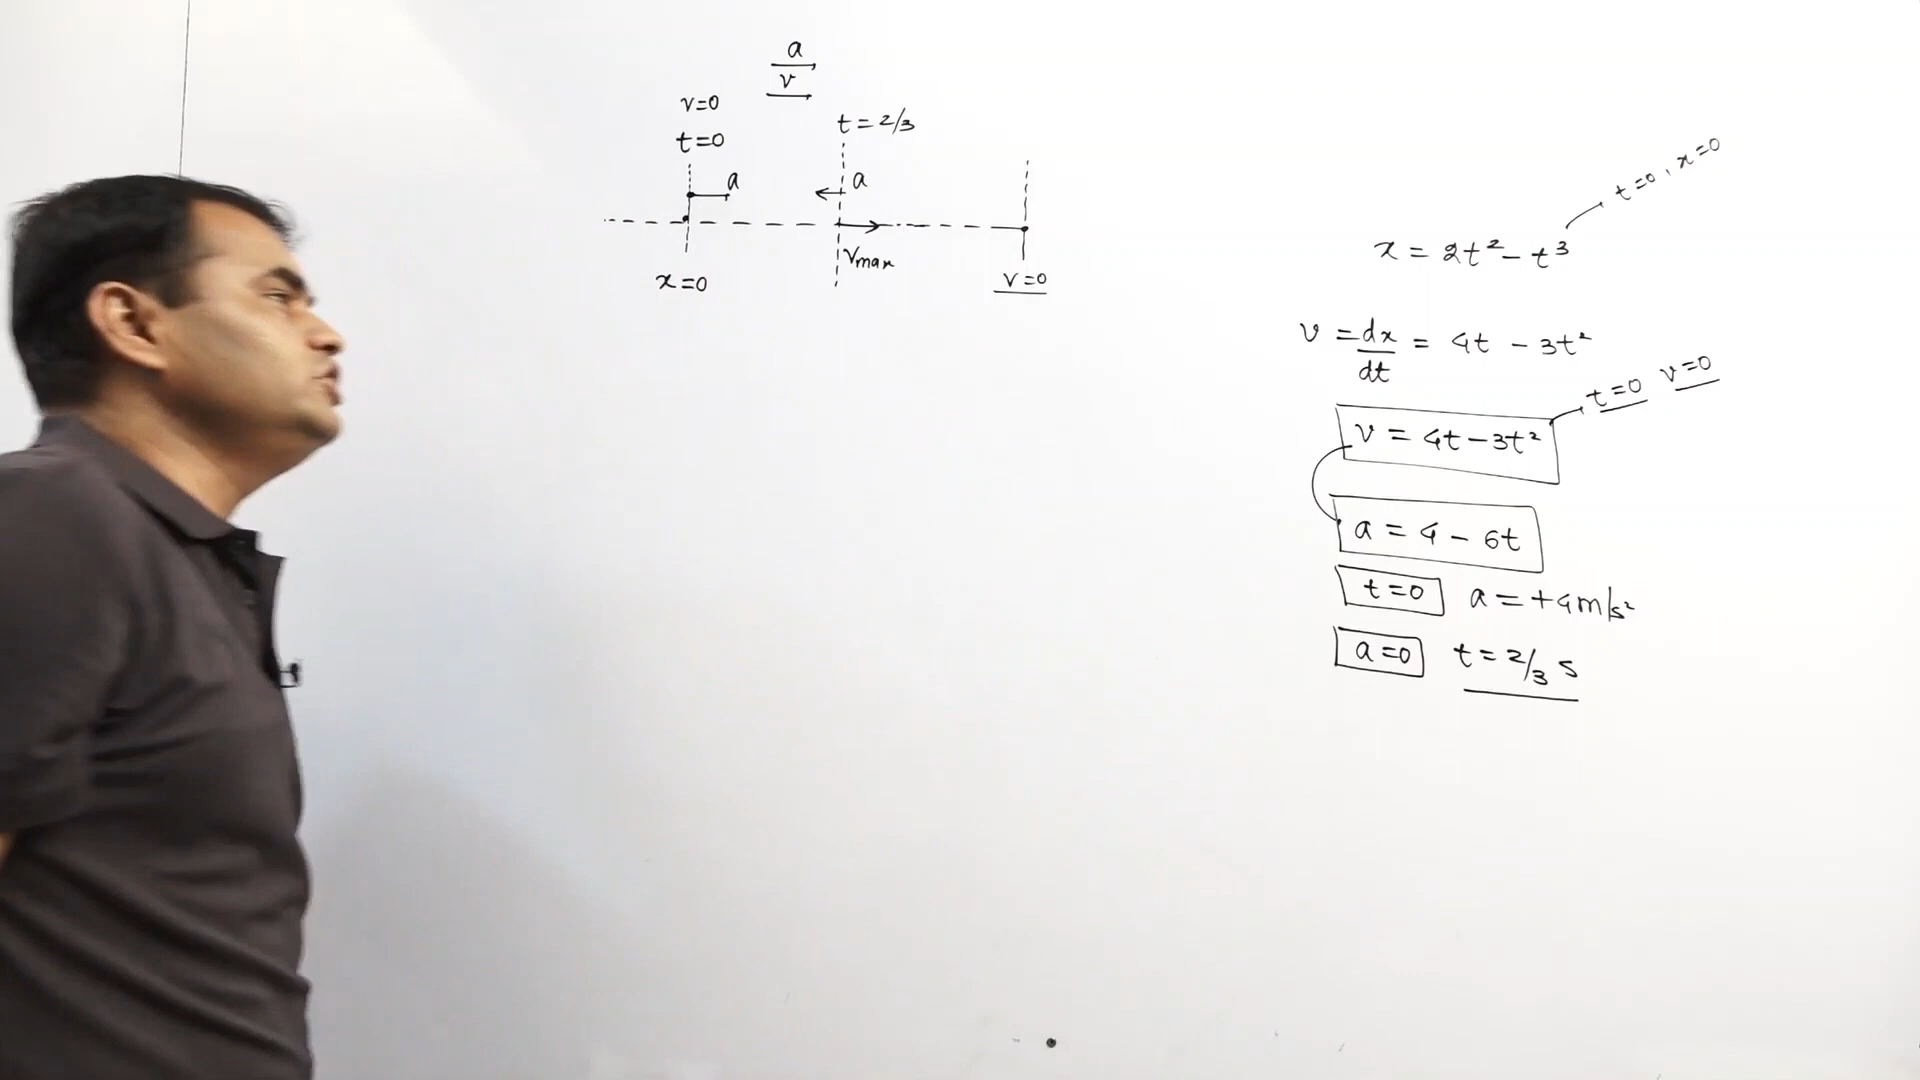 a
v
v=0
t=0
t=2/3
a
a
vmax
x=0
v=0
t=0, x=0
x = 2t² - t³
v = dx/dt = 4t - 3t²
t=0 v=0
v = 4t - 3t²
a = 4 - 6t
t=0 a = +4m/s²
a=0 t=2/3 s